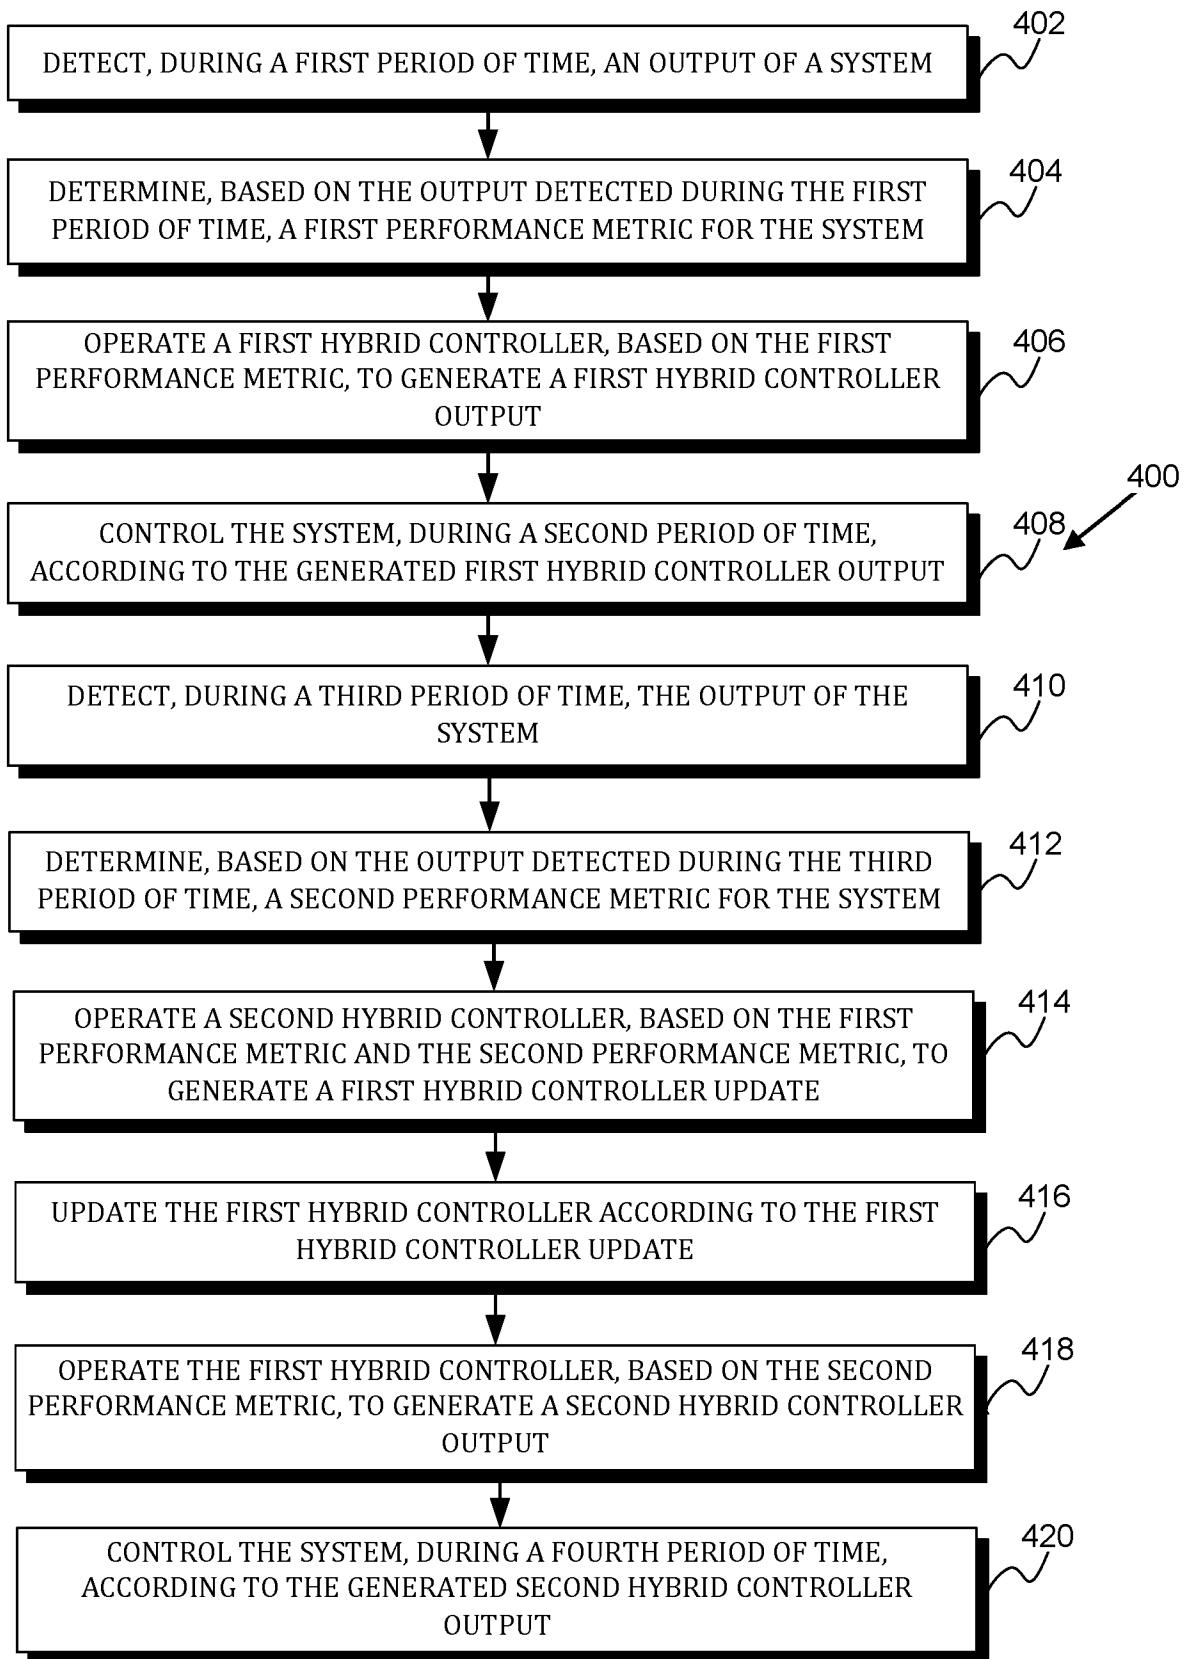 402
DETECT, DURING A FIRST PERIOD OF TIME, AN OUTPUT OF A SYSTEM
404
DETERMINE, BASED ON THE OUTPUT DETECTED DURING THE FIRST
PERIOD OF TIME, A FIRST PERFORMANCE METRIC FOR THE SYSTEM
406
OPERATE A FIRST HYBRID CONTROLLER, BASED ON THE FIRST
PERFORMANCE METRIC, TO GENERATE A FIRST HYBRID CONTROLLER
OUTPUT
400
408
CONTROL THE SYSTEM, DURING A SECOND PERIOD OF TIME,
ACCORDING TO THE GENERATED FIRST HYBRID CONTROLLER OUTPUT
410
DETECT, DURING A THIRD PERIOD OF TIME, THE OUTPUT OF THE
SYSTEM
412
DETERMINE, BASED ON THE OUTPUT DETECTED DURING THE THIRD
PERIOD OF TIME, A SECOND PERFORMANCE METRIC FOR THE SYSTEM
414
OPERATE A SECOND HYBRID CONTROLLER, BASED ON THE FIRST
PERFORMANCE METRIC AND THE SECOND PERFORMANCE METRIC, TO
GENERATE A FIRST HYBRID CONTROLLER UPDATE
416
UPDATE THE FIRST HYBRID CONTROLLER ACCORDING TO THE FIRST
HYBRID CONTROLLER UPDATE
418
OPERATE THE FIRST HYBRID CONTROLLER, BASED ON THE SECOND
PERFORMANCE METRIC, TO GENERATE A SECOND HYBRID CONTROLLER
OUTPUT
420
CONTROL THE SYSTEM, DURING A FOURTH PERIOD OF TIME,
ACCORDING TO THE GENERATED SECOND HYBRID CONTROLLER
OUTPUT